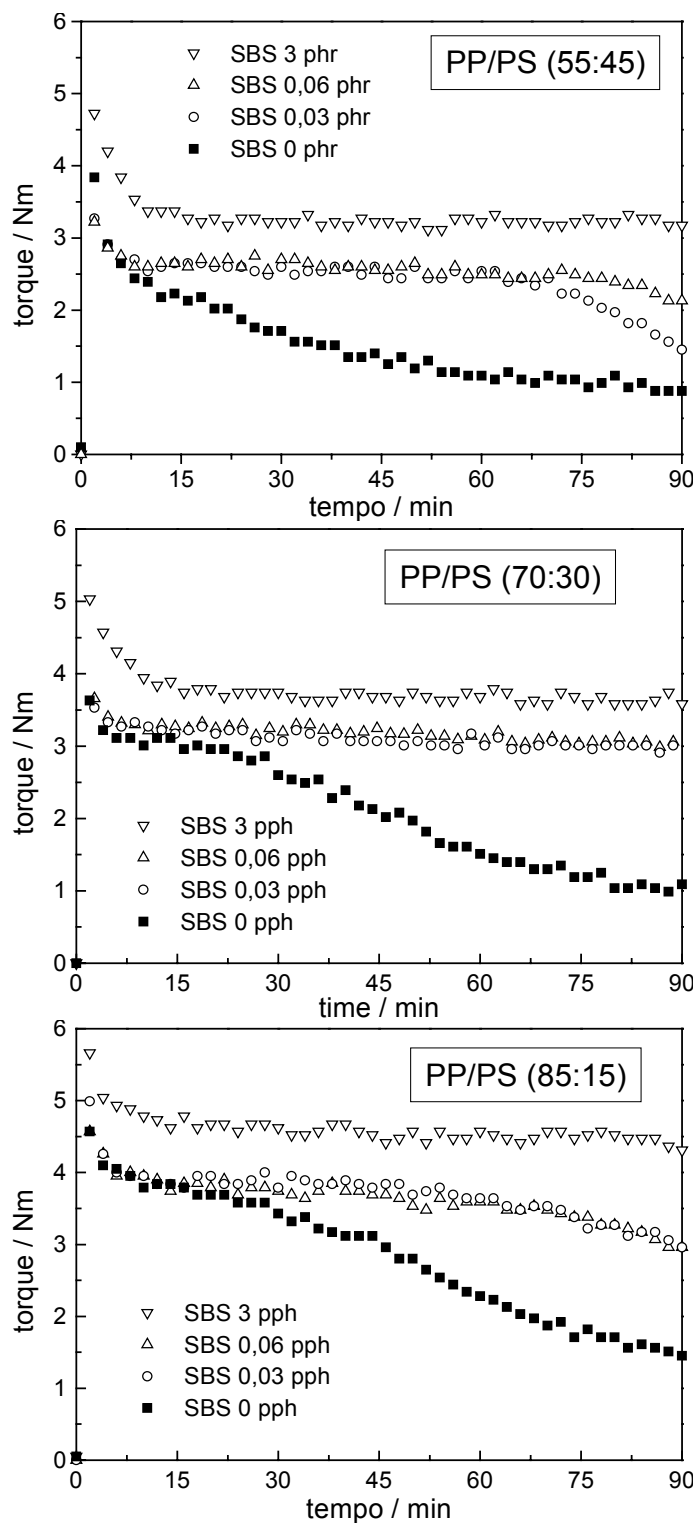 6
5
4
3
2
1
0
torque / Nm
SBS 3 phr
SBS 0,06 phr
SBS 0,03 phr
SBS 0 phr
PP/PS (55:45)
0 15 30 45 60 75 90
tempo / min
6
5
4
3
2
1
0
torque / Nm
PP/PS (70:30)
SBS 3 pph
SBS 0,06 pph
SBS 0,03 pph
SBS 0 pph
0 15 30 45 60 75 90
time / min
6
5
4
3
2
1
0
torque / Nm
PP/PS (85:15)
SBS 3 pph
SBS 0,06 pph
SBS 0,03 pph
SBS 0 pph
0 15 30 45 60 75 90
tempo / min